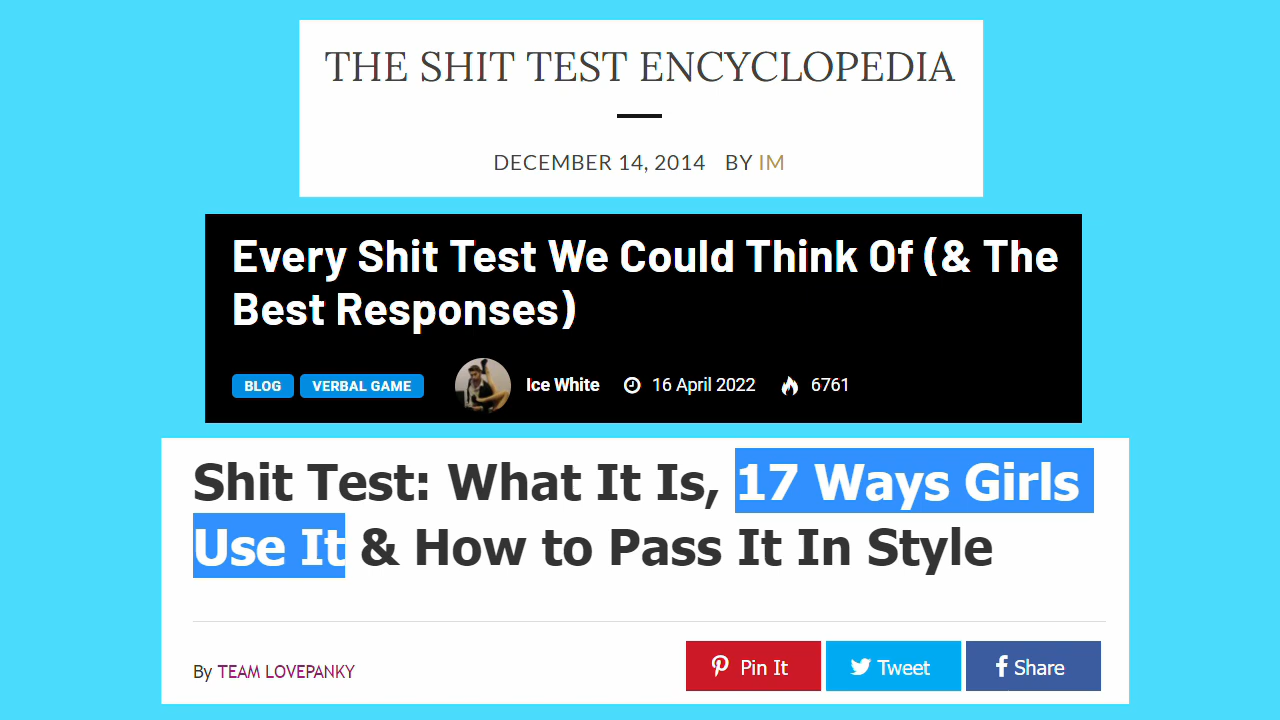 THE SHIT TEST ENCYCLOPEDIA
DECEMBER 14, 2014 BY IM
Every Shit Test We Could Think Of (& The
Best Responses)
BLOG VERBAL GAME Ice White 16 April 2022 6761
Shit Test: What It Is, 17 Ways Girls
Use It & How to Pass It In Style
By TEAM LOVEPANKY Pin It Tweet Share